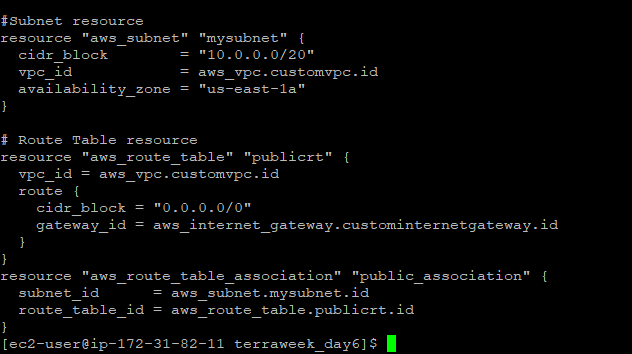 #Subnet resource
resource "aws_subnet" "mysubnet" {
  cidr_block        = "10.0.0.0/20"
  vpc_id            = aws_vpc.customvpc.id
  availability_zone = "us-east-1a"
}

# Route Table resource
resource "aws_route_table" "publicrt" {
  vpc_id = aws_vpc.customvpc.id
  route {
    cidr_block = "0.0.0.0/0"
    gateway_id = aws_internet_gateway.custominternetgateway.id
  }
}
resource "aws_route_table_association" "public_association" {
  subnet_id      = aws_subnet.mysubnet.id
  route_table_id = aws_route_table.publicrt.id
}
[ec2-user@ip-172-31-82-11 terraweek_day6]$